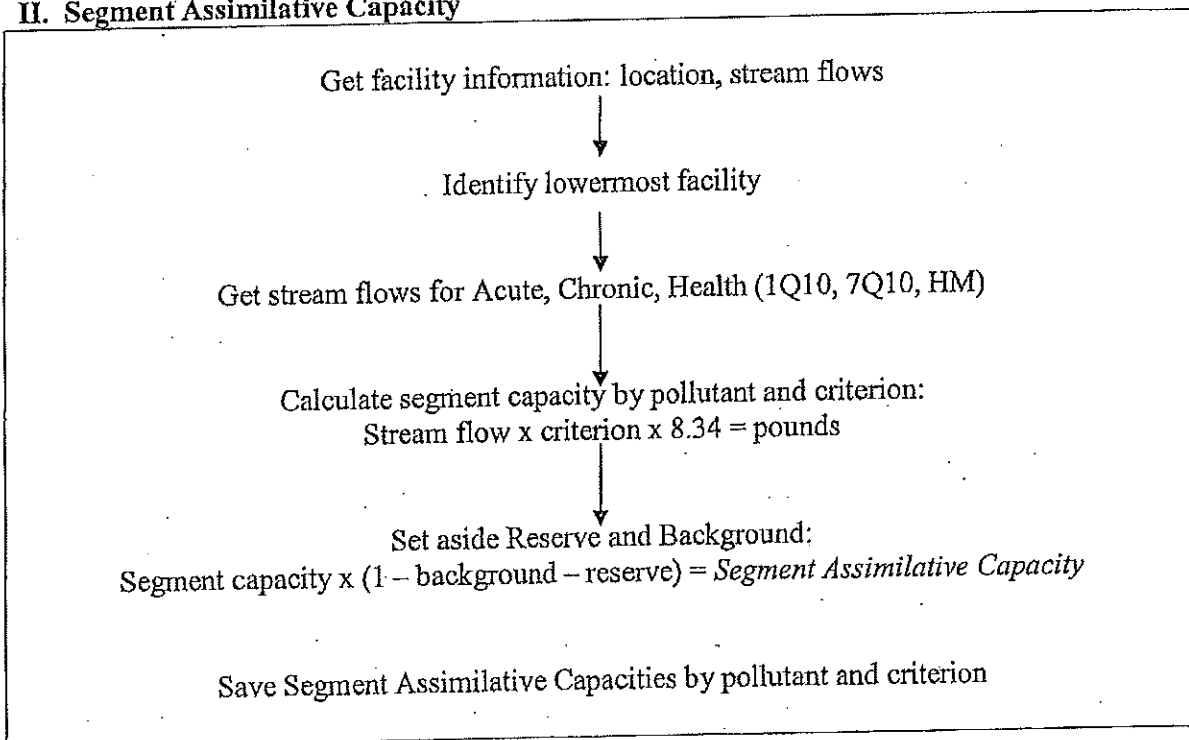 II. Segment Assimilative Capacity
Get facility information: location, stream flows
Identify lowermost facility
Get stream flows for Acute, Chronic, Health (1Q10, 7Q10, HM)
Calculate segment capacity by pollutant and criterion:
Stream flow x criterion x 8.34 = pounds
Set aside Reserve and Background:
Segment capacity x (1 – background – reserve) = Segment Assimilative Capacity
Save Segment Assimilative Capacities by pollutant and criterion